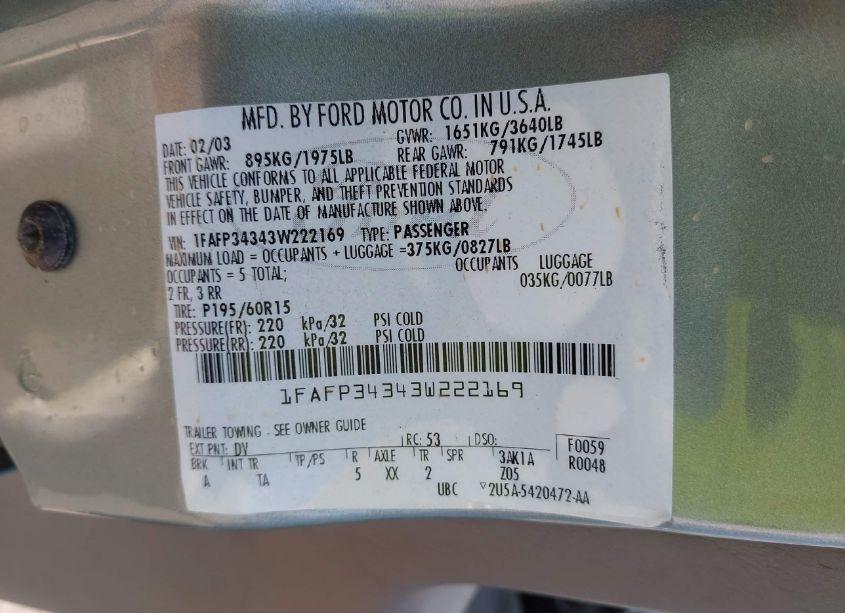 MFD. BY FORD MOTOR CO. IN U.S.A.
DATE: 02/03 GVWR: 1651KG/3640LB
FRONT GAWR: 895KG/1975LB REAR GAWR: 791KG/1745LB
THIS VEHICLE CONFORMS TO ALL APPLICABLE FEDERAL MOTOR
VEHICLE SAFETY, BUMPER, AND THEFT PREVENTION STANDARDS
IN EFFECT ON THE DATE OF MANUFACTURE SHOWN ABOVE.
VIN: 1FAFP34343W222169 TYPE: PASSENGER
MAXIMUM LOAD = OCCUPANTS + LUGGAGE =375KG/0827LB
OCCUPANTS = 5 TOTAL; OCCUPANTS LUGGAGE
2 FR, 3 RR 035KG/0077LB
TIRE: P195/60R15
PRESSURE(FR): 220 kPa/32 PSI COLD
PRESSURE(RR): 220 kPa/32 PSI COLD
1FAFP34343W222169
TRAILER TOWING - SEE OWNER GUIDE
EXT PNT: DV RC: 53 DSO: F0059
BRK INT TR TP/PS R AXLE TR SPR 3AK1A R0048
A TA 5 XX 2 Z05
UBC ▽2U5A-5420472-AA